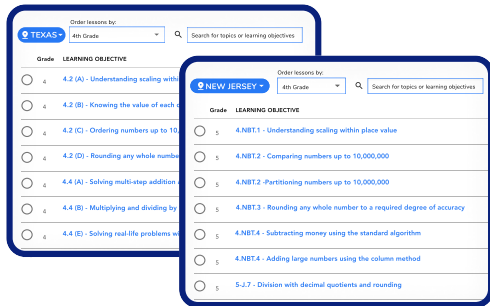 Order lessons by:
TEXAS
4th Grade
Search for topics or learning objectives
Grade LEARNING OBJECTIVE
4 4.2 (A) - Understanding scaling
4 4.2 (B) - Knowing the value of each
4 4.2 (C) - Ordering numbers up to 10,
4 4.2 (D) - Rounding any whole
4 4.4 (A) - Solving multi-step addition
4 4.4 (B) - Multiplying and dividing by
4 4.4 (E) - Solving real-life problems
Order lessons by:
NEW JERSEY
4th Grade
Search for topics or learning objectives
Grade LEARNING OBJECTIVE
5 4.NBT.1 - Understanding scaling within place value
5 4.NBT.2 - Comparing numbers up to 10,000,000
5 4.NBT.2 -Partitioning numbers up to 10,000,000
5 4.NBT.3 - Rounding any whole number to a required degree of accuracy
5 4.NBT.4 - Subtracting money using the standard algorithm
5 4.NBT.4 - Adding large numbers using the column method
5 5-J.7 - Division with decimal quotients and rounding